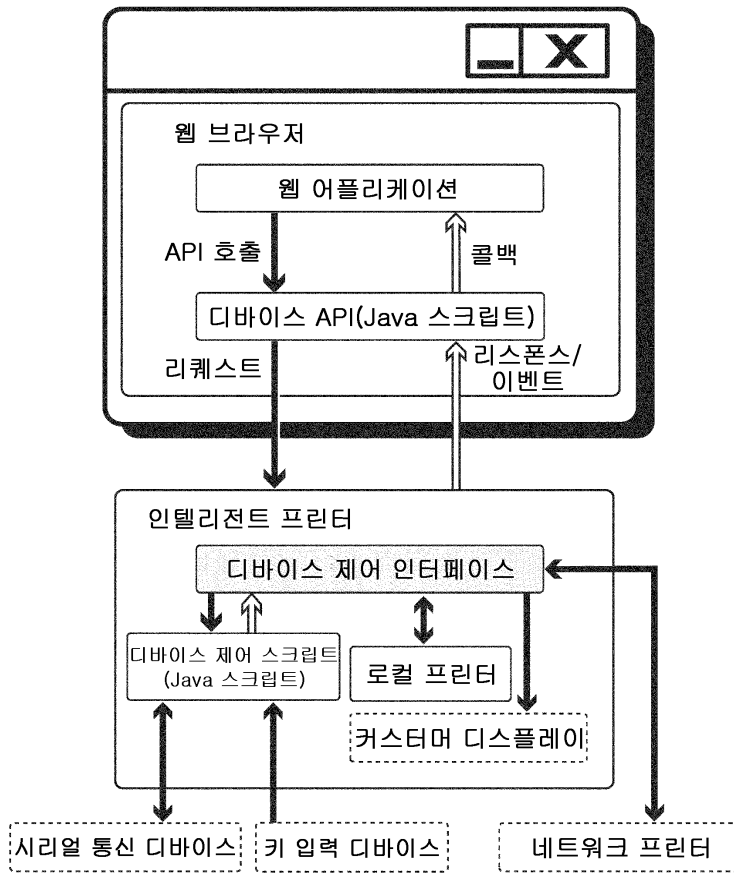 웹 브라우저
웹 어플리케이션
API 호출
콜백
디바이스 API(Java 스크립트)
리퀘스트
리스폰스/
이벤트
인텔리전트 프린터
디바이스 제어 인터페이스
디바이스 제어 스크립트
(Java 스크립트)
로컬 프린터
커스터머 디스플레이
시리얼 통신 디바이스
키 입력 디바이스
네트워크 프린터